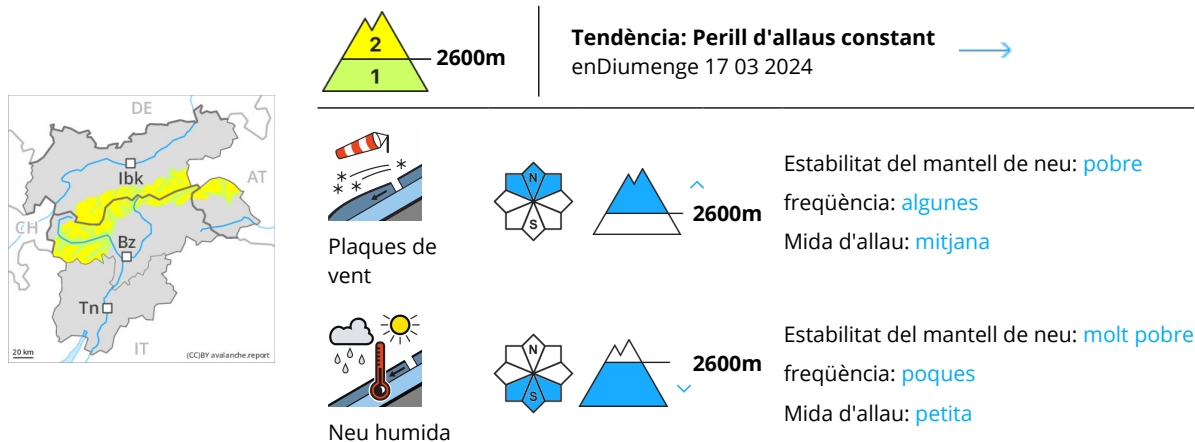 2
1
2600m
Tendència: Perill d'allaus constant
enDiumenge 17 03 2024
DE
Ibk
AT
CH
Bz
Tn
IT
20 km
(CC)BY avalanche.report
Plaques de
vent
N
S
2600m
Estabilitat del mantell de neu: pobre
freqüència: algunes
Mida d'allau: mitjana
Neu humida
N
S
2600m
Estabilitat del mantell de neu: molt pobre
freqüència: poques
Mida d'allau: petita